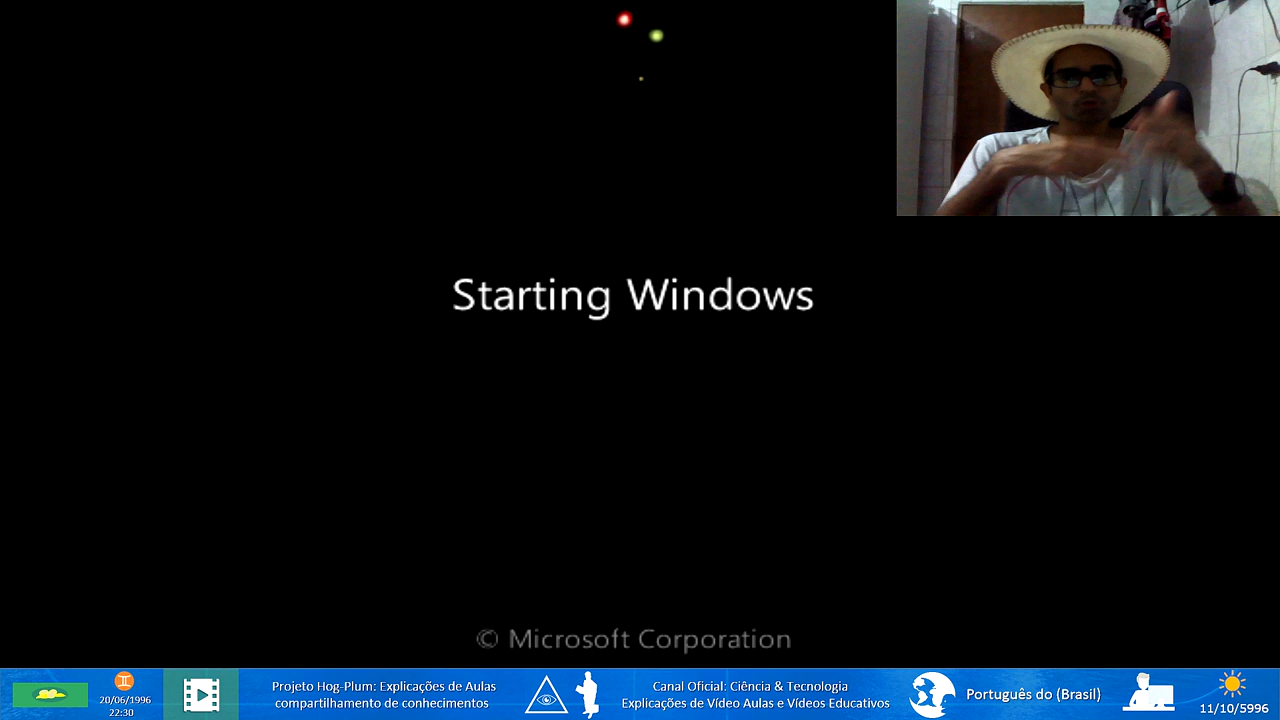 Starting Windows
© Microsoft Corporation
20/06/1996
22:30
Projeto Hog-Plum: Explicações de Aulas
compartilhamento de conhecimentos
Canal Oficial: Ciência & Tecnologia
Explicações de Vídeo Aulas e Vídeos Educativos
Português do (Brasil)
11/10/5996